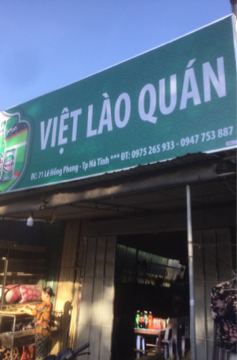 VIỆT LÀO QUÁN
ĐC: 71 Lê Hồng Phong - Tp Hà Tĩnh *** ĐT: 0975 265 933 - 0947 753 887